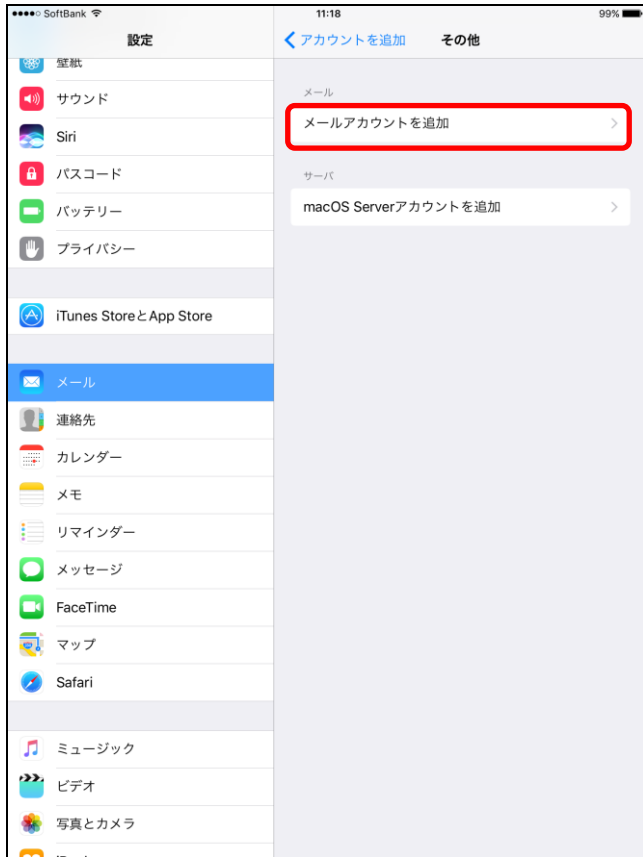 SoftBank 11:18 99%
設定
アカウントを追加 その他
壁紙
サウンド
Siri
パスコード
バッテリー
プライバシー
iTunes StoreとApp Store
メール
連絡先
カレンダー
メモ
リマインダー
メッセージ
FaceTime
マップ
Safari
ミュージック
ビデオ
写真とカメラ
メール
メールアカウントを追加
サーバ
macOS Serverアカウントを追加